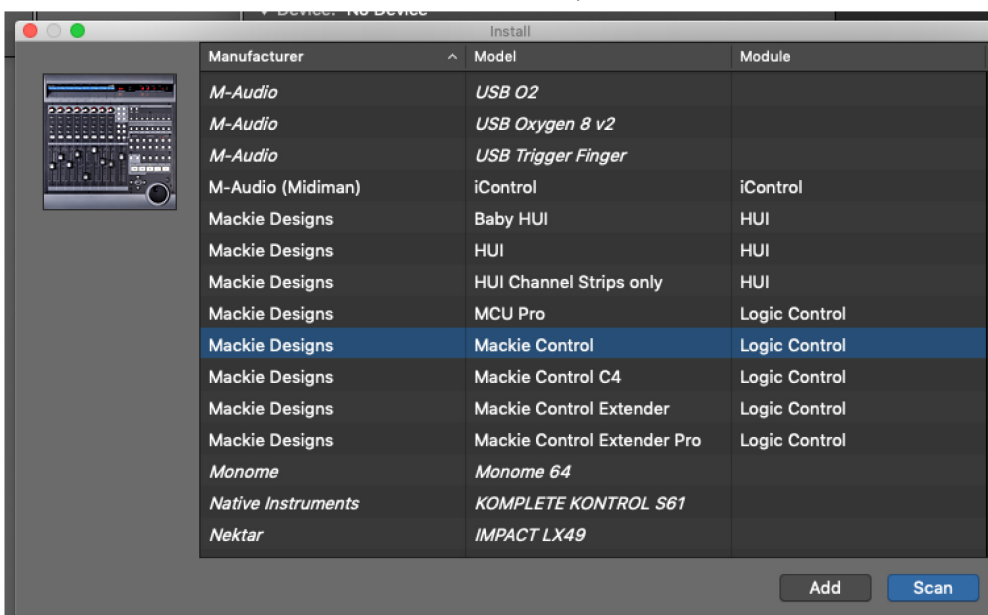 Device: No Device
Install
Manufacturer Model Module
M-Audio USB O2
M-Audio USB Oxygen 8 v2
M-Audio USB Trigger Finger
M-Audio (Midiman) iControl iControl
Mackie Designs Baby HUI HUI
Mackie Designs HUI HUI
Mackie Designs HUI Channel Strips only HUI
Mackie Designs MCU Pro Logic Control
Mackie Designs Mackie Control Logic Control
Mackie Designs Mackie Control C4 Logic Control
Mackie Designs Mackie Control Extender Logic Control
Mackie Designs Mackie Control Extender Pro Logic Control
Monome Monome 64
Native Instruments KOMPLETE KONTROL S61
Nektar IMPACT LX49
Add Scan